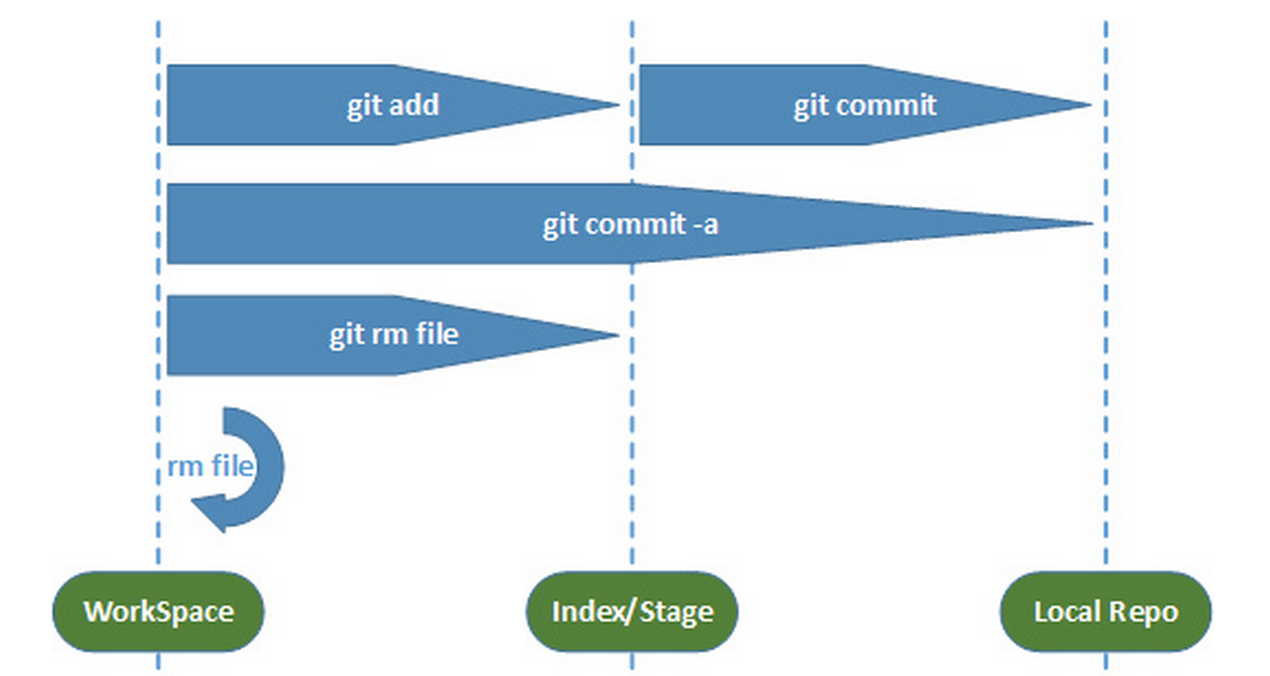 git add
git commit
git commit -a
git rm file
rm file
WorkSpace
Index/Stage
Local Repo